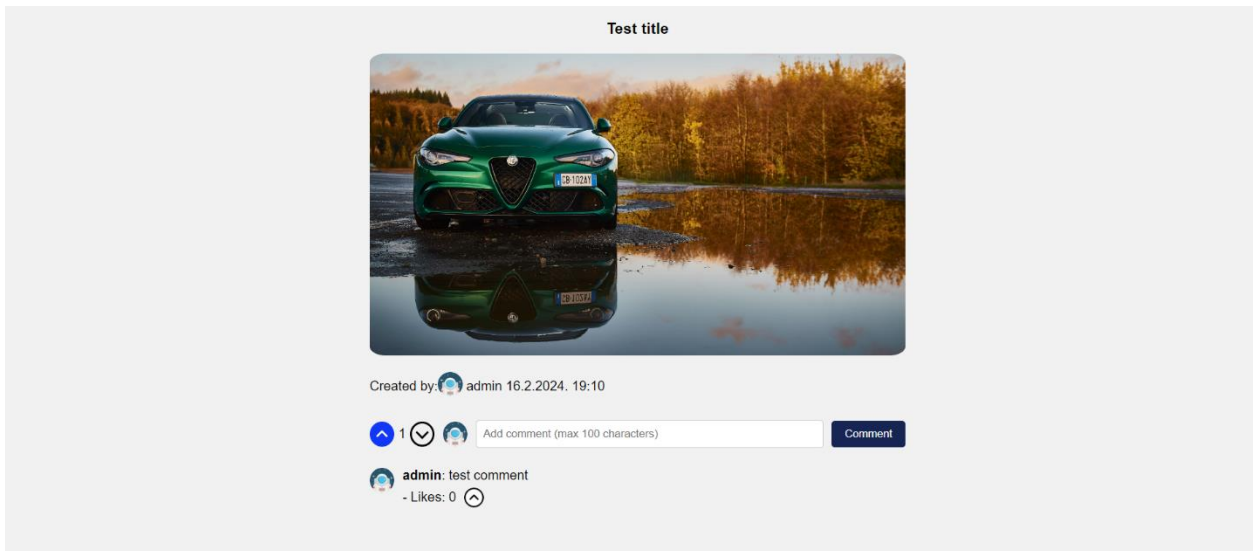 Test title
CB·102AY
Created by: admin 16.2.2024. 19:10
1 Add comment (max 100 characters) Comment
admin: test comment
- Likes: 0